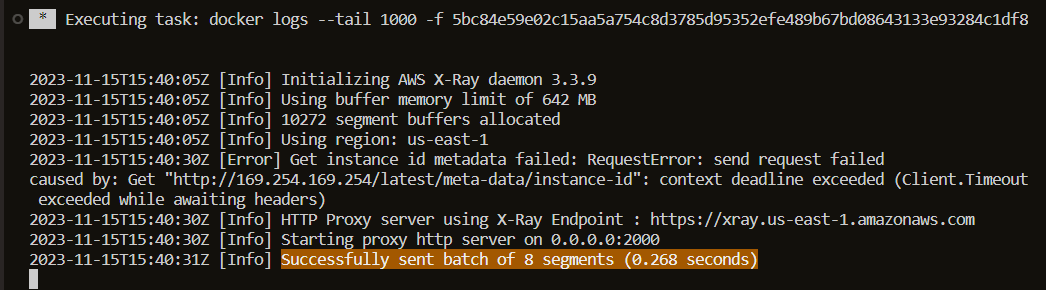 * Executing task: docker logs --tail 1000 -f 5bc84e59e02c15aa5a754c8d3785d95352efe489b67bd08643133e93284c1df8
2023-11-15T15:40:05Z [Info] Initializing AWS X-Ray daemon 3.3.9
2023-11-15T15:40:05Z [Info] Using buffer memory limit of 642 MB
2023-11-15T15:40:05Z [Info] 10272 segment buffers allocated
2023-11-15T15:40:05Z [Info] Using region: us-east-1
2023-11-15T15:40:30Z [Error] Get instance id metadata failed: RequestError: send request failed
caused by: Get "http://169.254.169.254/latest/meta-data/instance-id": context deadline exceeded (Client.Timeout
exceeded while awaiting headers)
2023-11-15T15:40:30Z [Info] HTTP Proxy server using X-Ray Endpoint : https://xray.us-east-1.amazonaws.com
2023-11-15T15:40:30Z [Info] Starting proxy http server on 0.0.0.0:2000
2023-11-15T15:40:31Z [Info] Successfully sent batch of 8 segments (0.268 seconds)